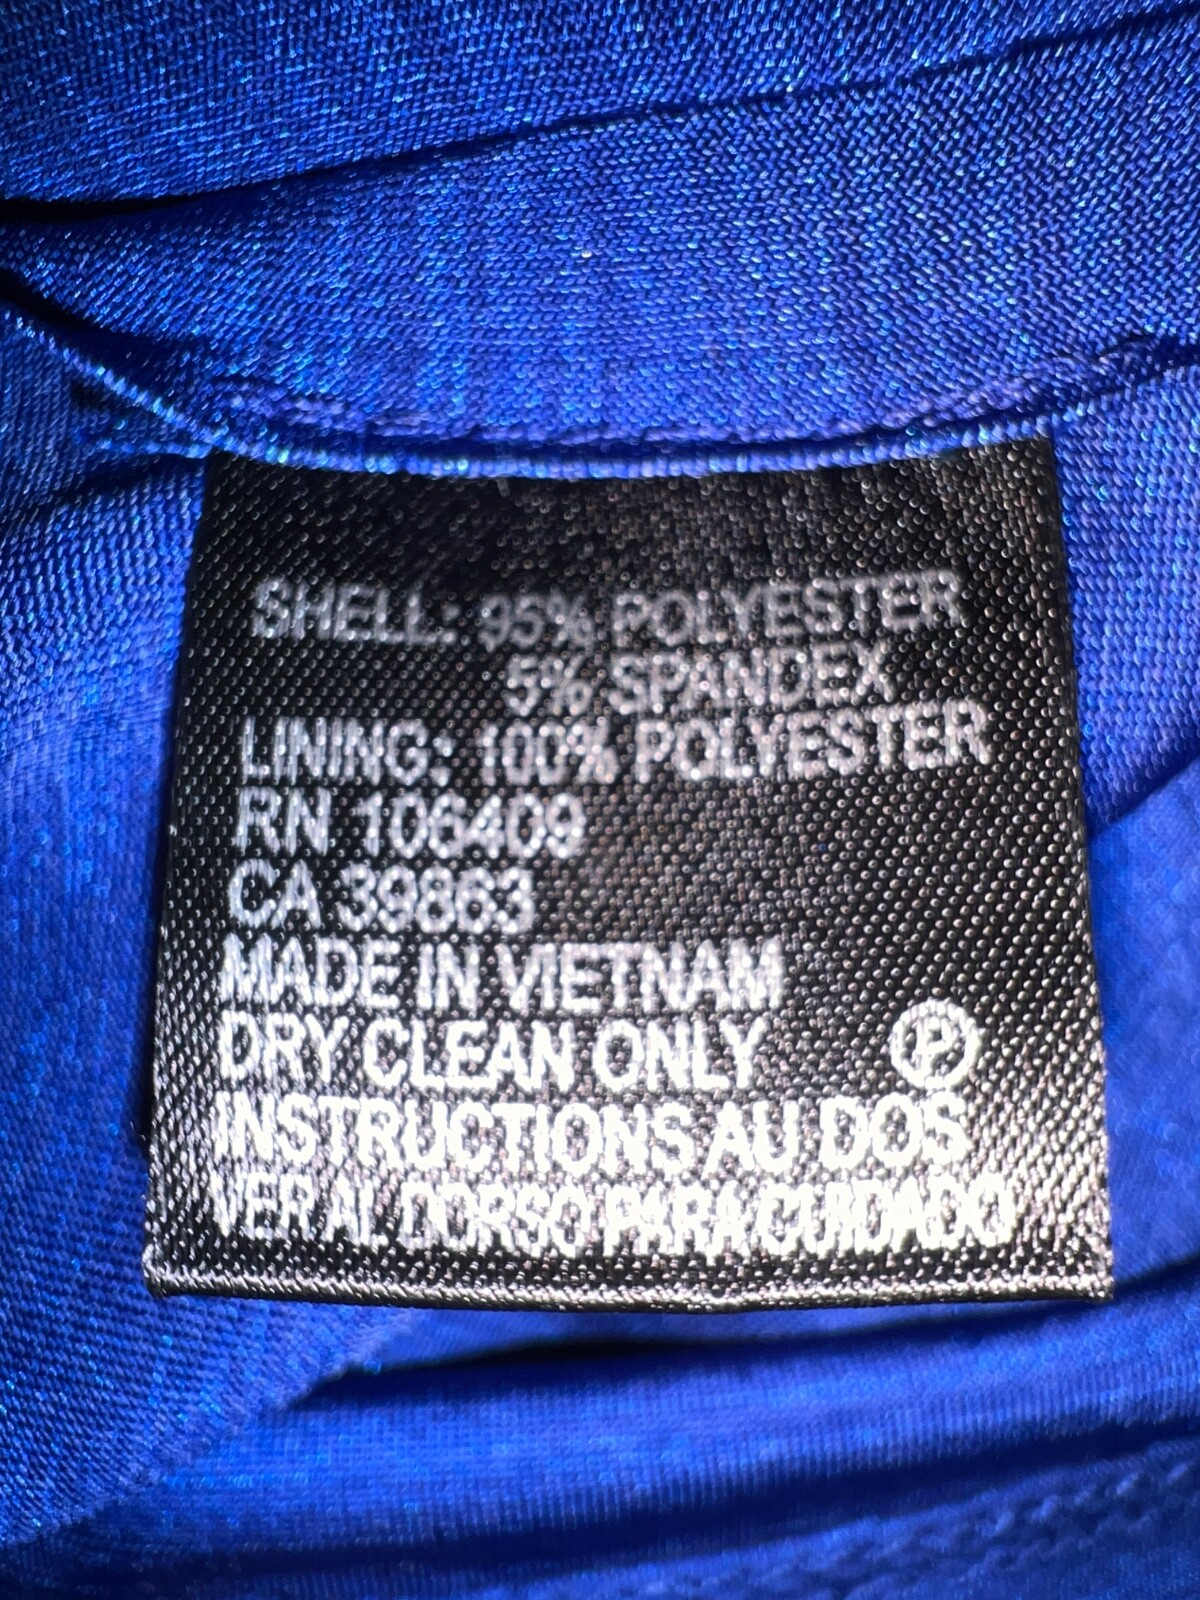 SHELL: 95% POLYESTER
5% SPANDEX
LINING: 100% POLYESTER
RN 106409
CA 39863
MADE IN VIETNAM
DRY CLEAN ONLY Ⓟ
INSTRUCTIONS AU DOS
VER AL DORSO PARA CUIDADO